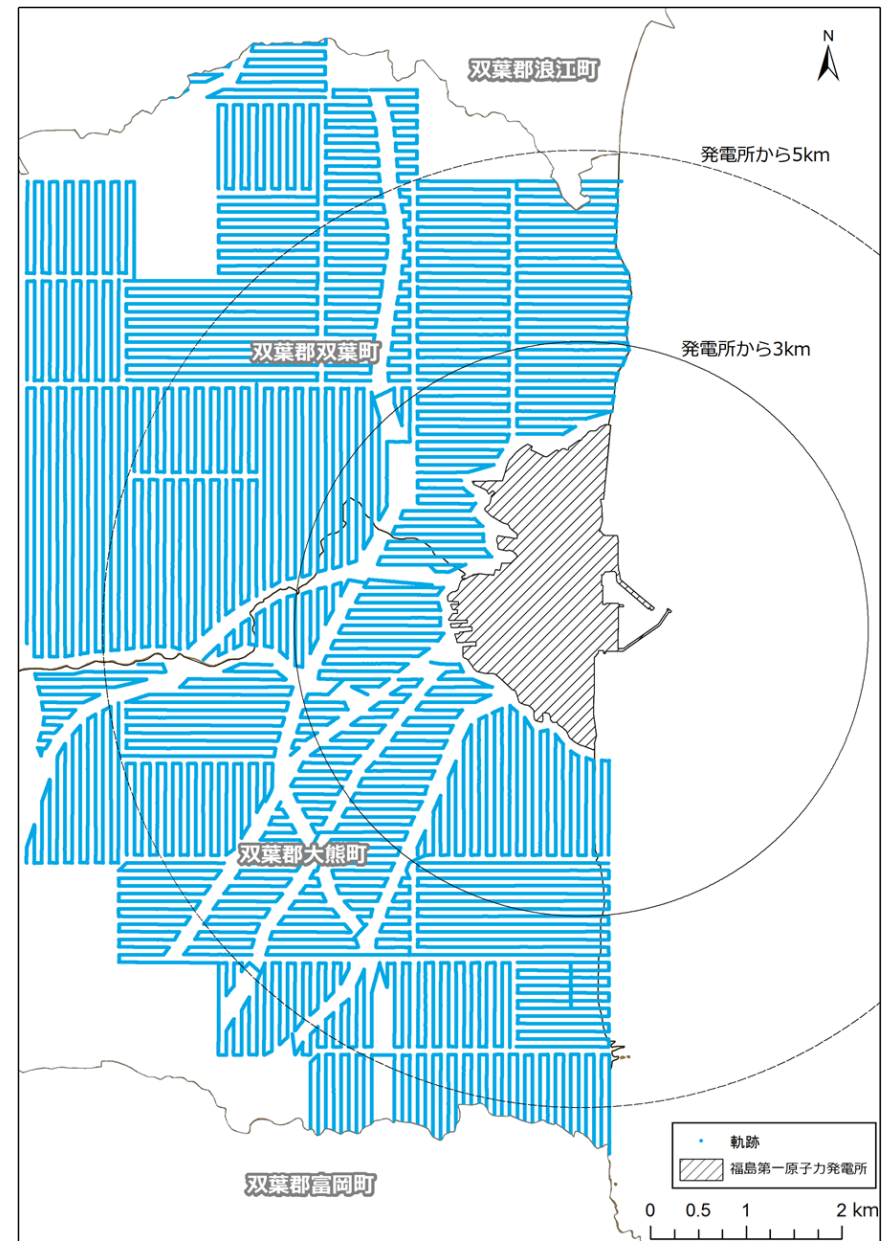 双葉郡浪江町
N
発電所から5km
発電所から3km
双葉郡双葉町
双葉郡大熊町
双葉郡富岡町
軌跡
福島第一原子力発電所
0 0.5 1 2 km